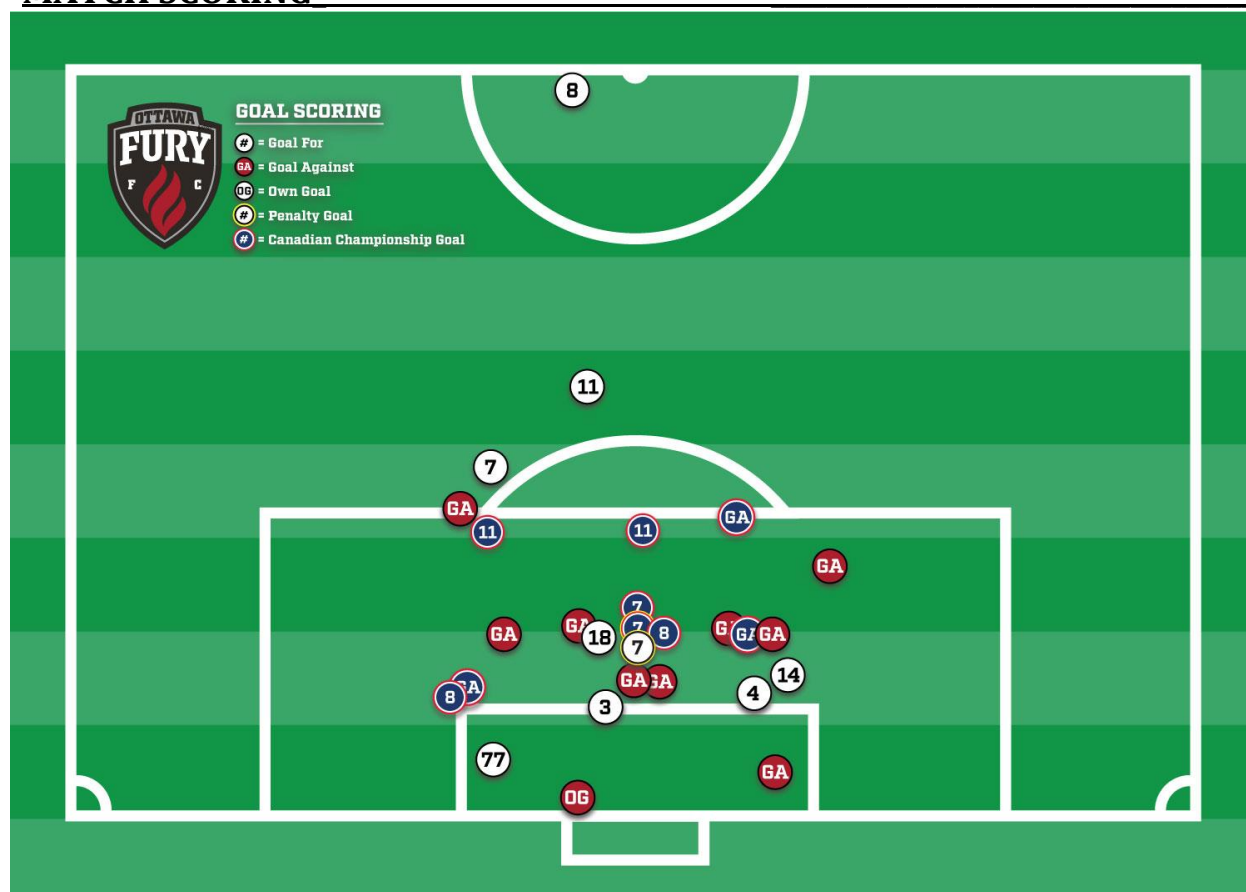 MATCH SCORING
8
OTTAWA
FURY
F C
GOAL SCORING
# = Goal For
GA = Goal Against
OG = Own Goal
# = Penalty Goal
# = Canadian Championship Goal
11
7
GA
11
11
GA
GA
7
GA
GA
18
7
8
GA
GA
GA
7
GA
GA
14
8
GA
4
3
77
GA
OG